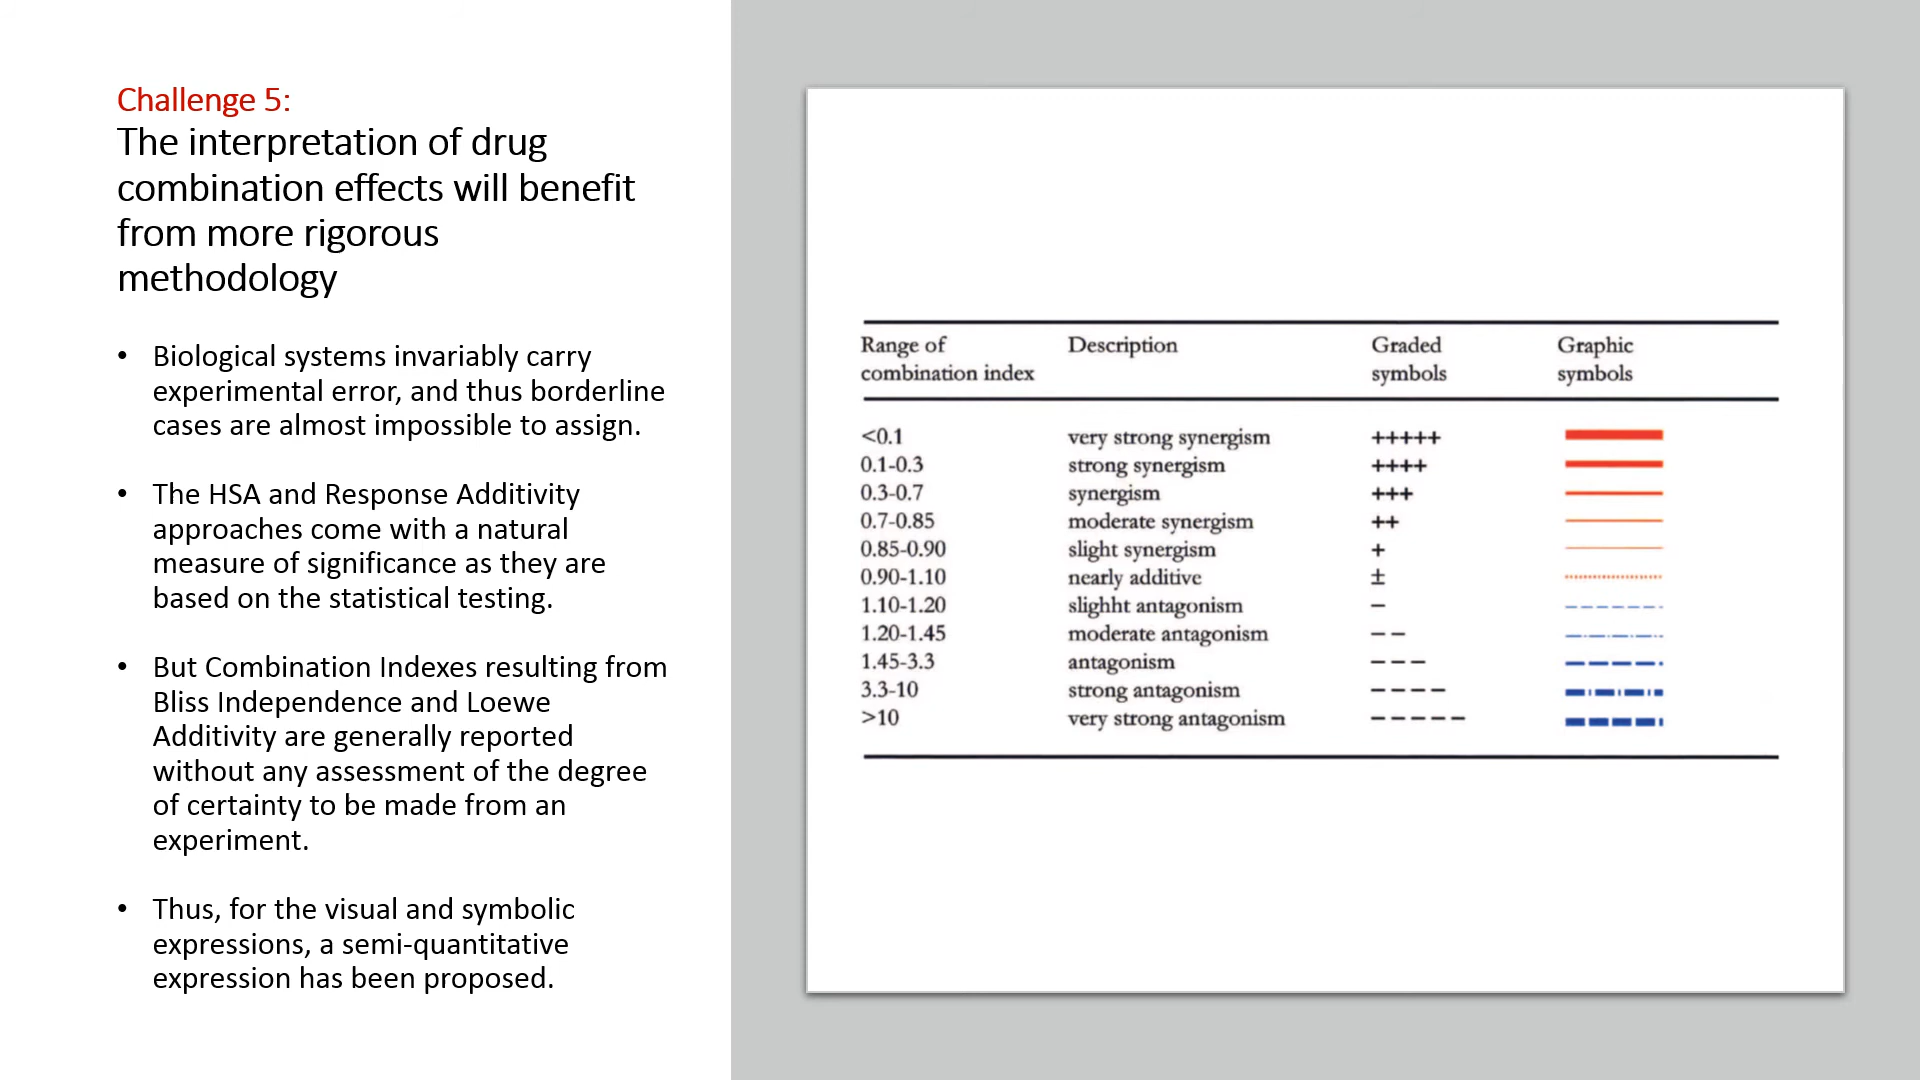 Challenge 5:
The interpretation of drug
combination effects will benefit
from more rigorous
methodology
• Biological systems invariably carry
experimental error, and thus borderline
cases are almost impossible to assign.
• The HSA and Response Additivity
approaches come with a natural
measure of significance as they are
based on the statistical testing.
• But Combination Indexes resulting from
Bliss Independence and Loewe
Additivity are generally reported
without any assessment of the degree
of certainty to be made from an
experiment.
• Thus, for the visual and symbolic
expressions, a semi-quantitative
expression has been proposed.
Range of combination index Description Graded symbols Graphic symbols
<0.1 very strong synergism +++++
0.1-0.3 strong synergism ++++
0.3-0.7 synergism +++
0.7-0.85 moderate synergism ++
0.85-0.90 slight synergism +
0.90-1.10 nearly additive ±
1.10-1.20 slighht antagonism –
1.20-1.45 moderate antagonism – –
1.45-3.3 antagonism – – –
3.3-10 strong antagonism – – – –
>10 very strong antagonism – – – – –